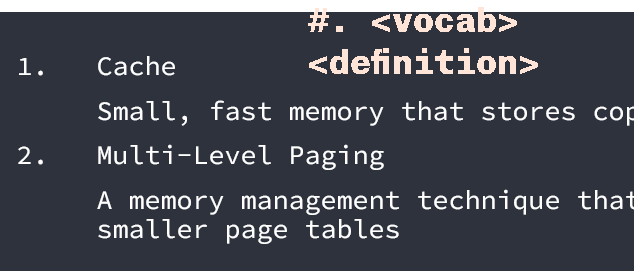 #. <vocab>
<definition>
1. Cache
Small, fast memory that stores
2. Multi-Level Paging
A memory management technique that
smaller page tables